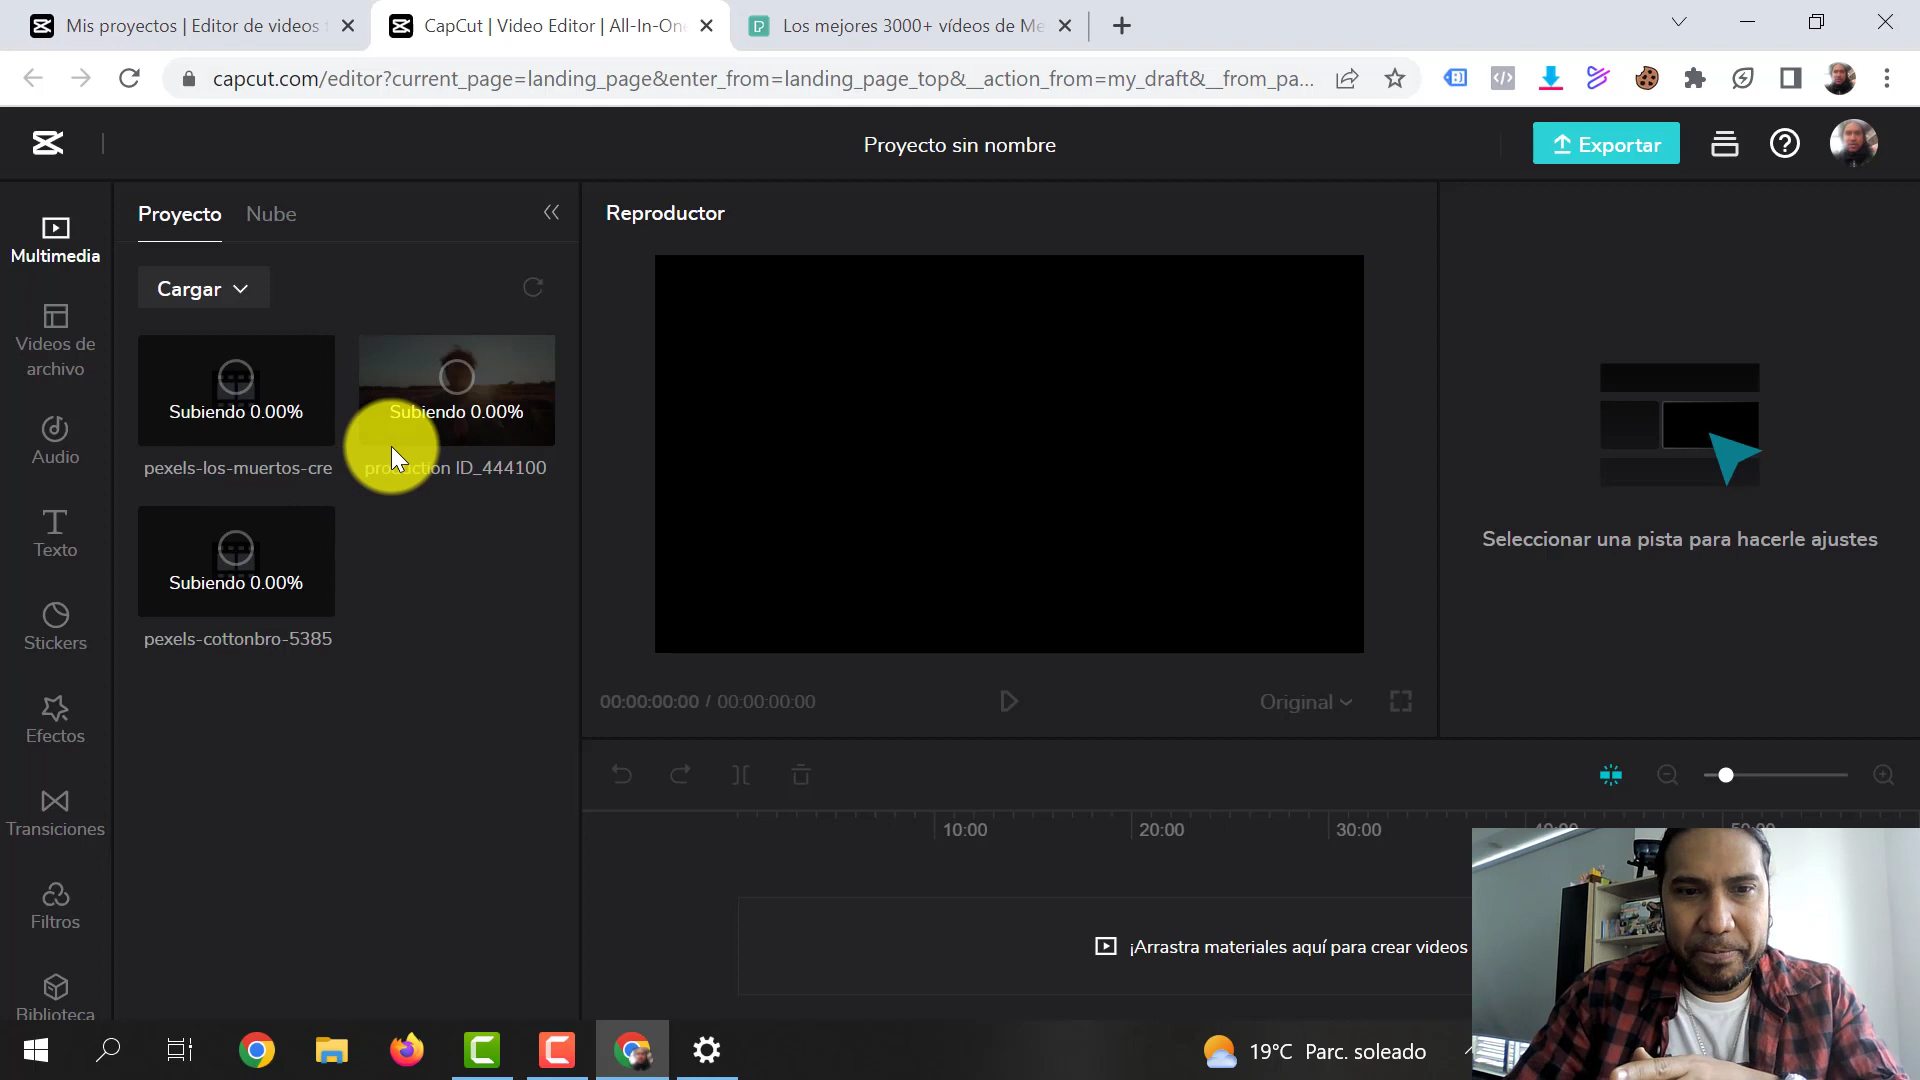 Mis proyectos | Editor de videos f
CapCut | Video Editor | All-In-On
Los mejores 3000+ vídeos de Me
capcut.com/editor?current_page=landing_page&enter_from=landing_page_top&__action_from=my_draft&__from_pa...
Proyecto sin nombre
Exportar
Multimedia
Videos de
archivo
Audio
Texto
Stickers
Efectos
Transiciones
Filtros
Biblioteca
Proyecto
Nube
Cargar
Subiendo 0.00%
Subiendo 0.00%
pexels-los-muertos-cre
production ID_444100
Subiendo 0.00%
pexels-cottonbro-5385
Reproductor
00:00:00:00 / 00:00:00:00
Original
Seleccionar una pista para hacerle ajustes
10:00
20:00
30:00
¡Arrastra materiales aquí para crear videos
19°C Parc. soleado